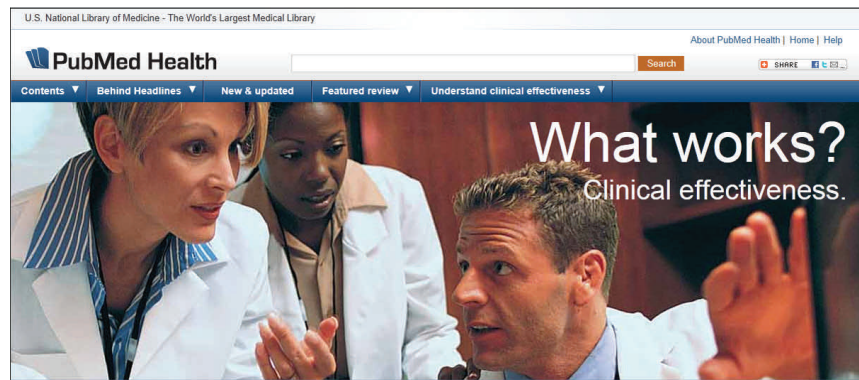 U.S. National Library of Medicine - The World's Largest Medical Library
About PubMed Health | Home | Help
PubMed Health
Search
SHARE
Contents ▼ Behind Headlines ▼ New & updated Featured review ▼ Understand clinical effectiveness ▼
What works?
Clinical effectiveness.